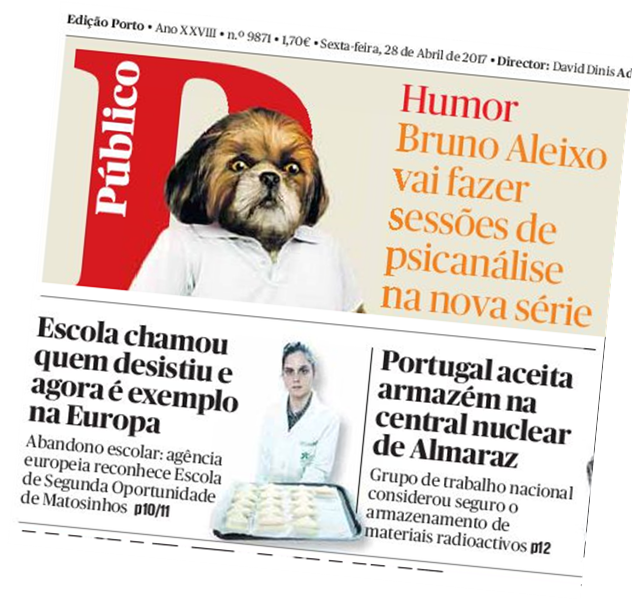 Edição Porto • Ano XXVIII • n.º 9871 • 1,70€ • Sexta-feira, 28 de Abril de 2017 • Director: David Dinis Ad
Público
Humor
Bruno Aleixo
vai fazer
sessões de
psicanálise
na nova série
Escola chamou
quem desistiu e
agora é exemplo
na Europa
Abandono escolar: agência
europeia reconhece Escola
de Segunda Oportunidade
de Matosinhos p10/11
Portugal aceita
armazém na
central nuclear
de Almaraz
Grupo de trabalho nacional
considerou seguro o
armazenamento de
materiais radioactivos p12